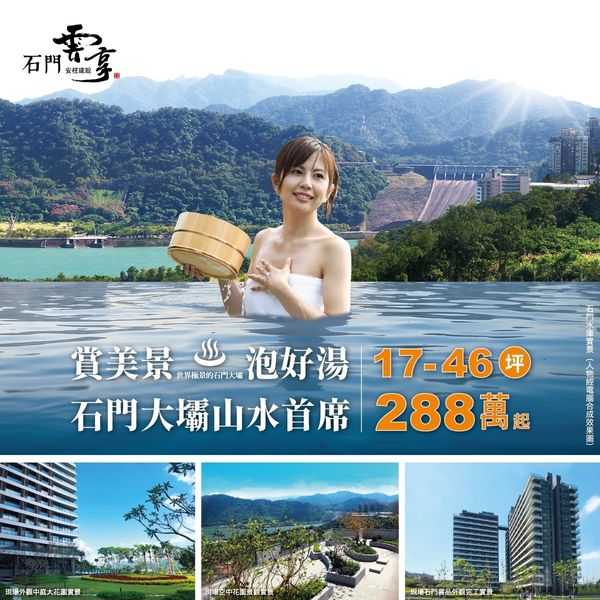 石門
雲享
安柱建設
賞美景
泡好湯
世界極景的石門大壩
石門大壩山水首席
17-46坪
288萬起
石門水庫實景（人物經電腦合成效果圖）
現場外觀中庭大花園實景
現場空中花園景觀實景
現場石門賞品外觀完工實景